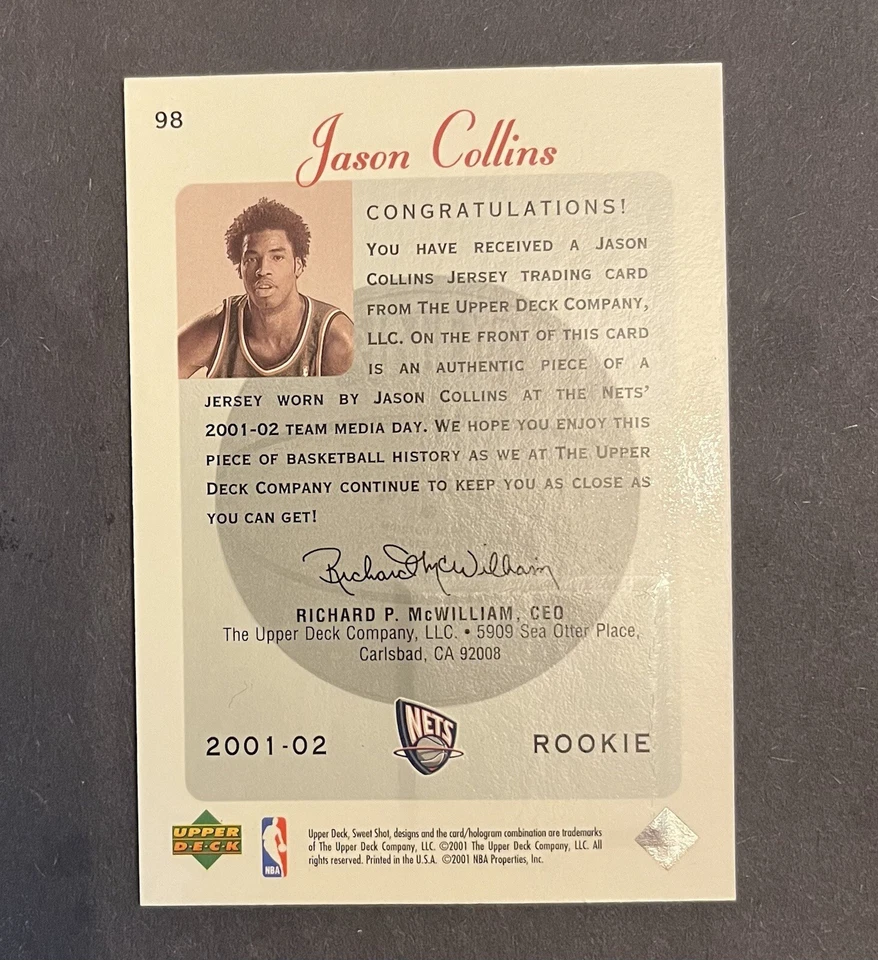 98
Jason Collins
CONGRATULATIONS!
YOU HAVE RECEIVED A JASON
COLLINS JERSEY TRADING CARD
FROM THE UPPER DECK COMPANY,
LLC. ON THE FRONT OF THIS CARD
IS AN AUTHENTIC PIECE OF A
JERSEY WORN BY JASON COLLINS AT THE NETS'
2001-02 TEAM MEDIA DAY. WE HOPE YOU ENJOY THIS
PIECE OF BASKETBALL HISTORY AS WE AT THE UPPER
DECK COMPANY CONTINUE TO KEEP YOU AS CLOSE AS
YOU CAN GET!
Richard McWilliam
RICHARD P. McWILLIAM, CEO
The Upper Deck Company, LLC. • 5909 Sea Otter Place,
Carlsbad, CA 92008
NETS
2001-02
ROOKIE
UPPER
D·E·C·K
NBA
Upper Deck, Sweet Shot, designs and the card/hologram combination are trademarks
of The Upper Deck Company, LLC. ©2001 The Upper Deck Company, LLC. All
rights reserved. Printed in the U.S.A. ©2001 NBA Properties, Inc.